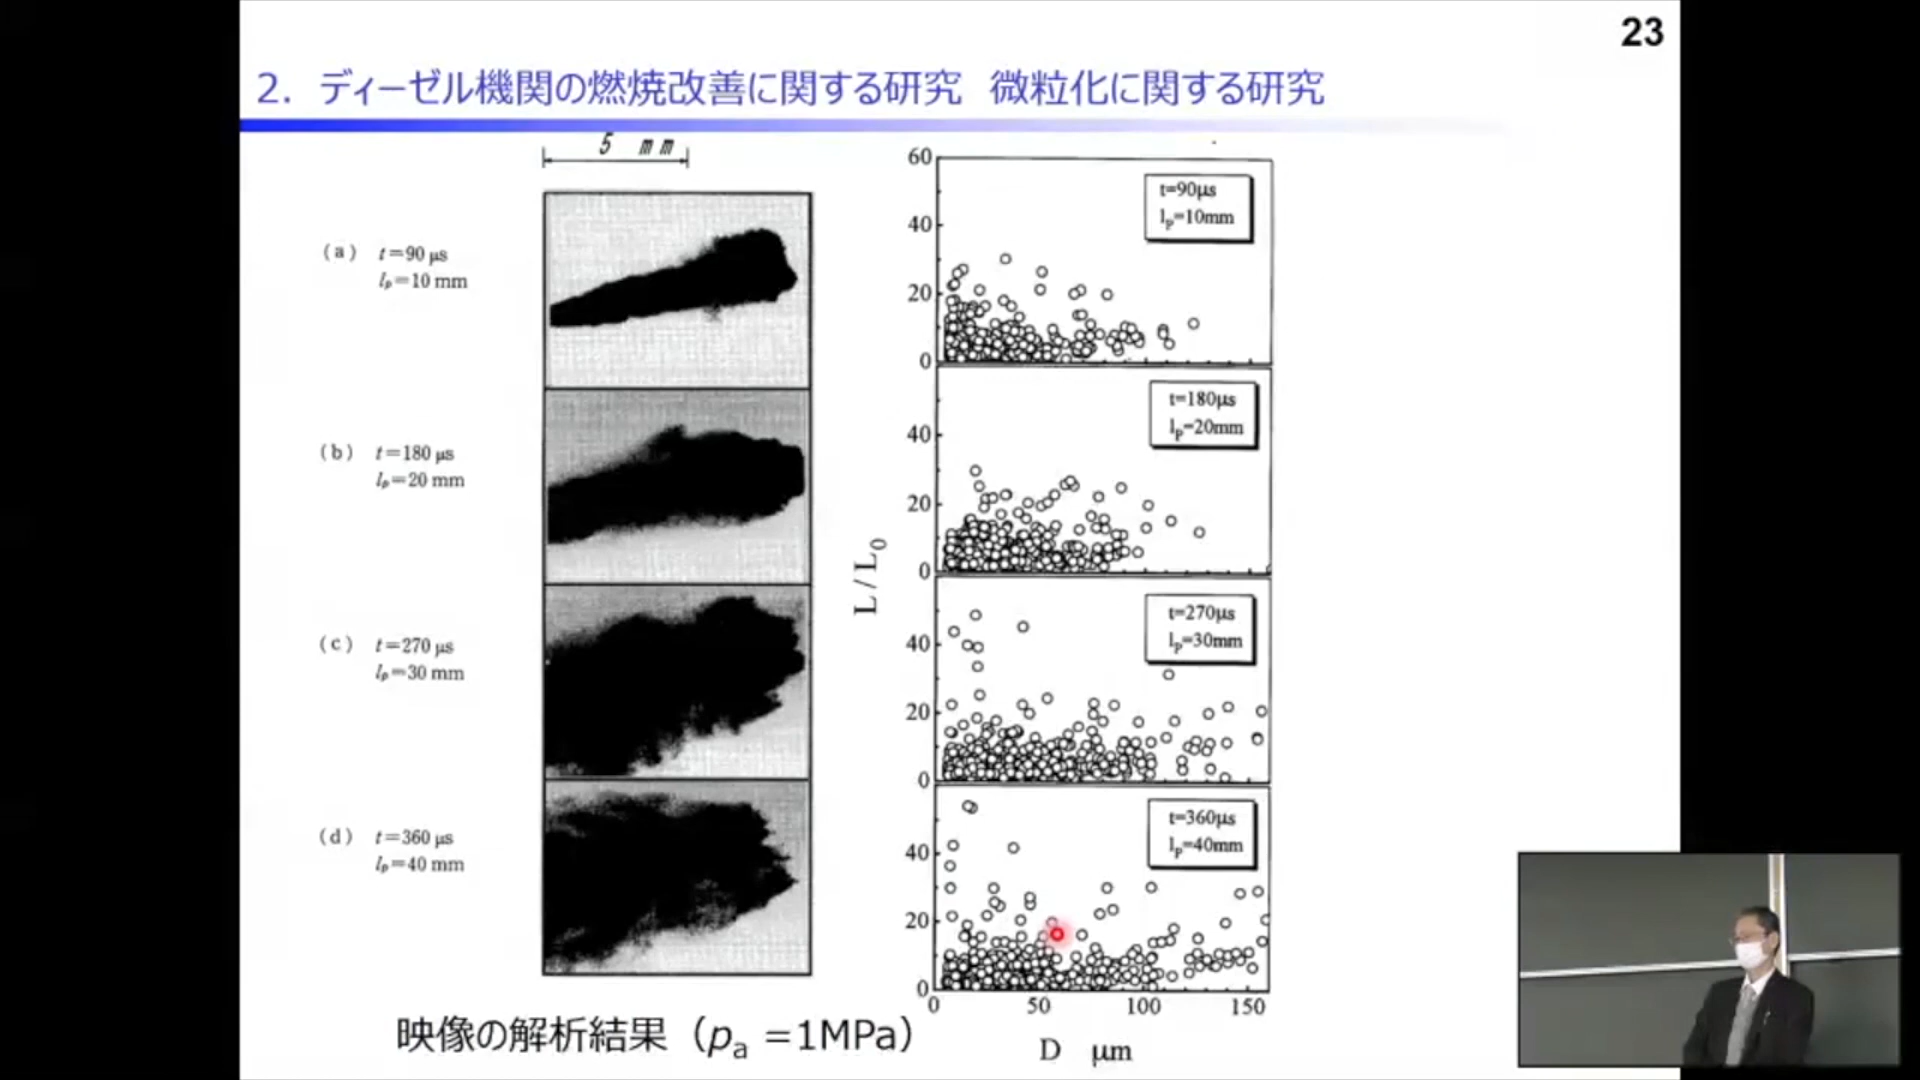 23
2. ディーゼル機関の燃焼改善に関する研究 微粒化に関する研究
5 mm
(a) t=90 μs
lp=10 mm
(b) t=180 μs
lp=20 mm
(c) t=270 μs
lp=30 mm
(d) t=360 μs
lp=40 mm
L/L0
60
40
20
0
t=90μs
lp=10mm
40
20
0
t=180μs
lp=20mm
40
20
0
t=270μs
lp=30mm
40
20
0
t=360μs
lp=40mm
0 50 100 150
D μm
映像の解析結果（pa =1MPa）